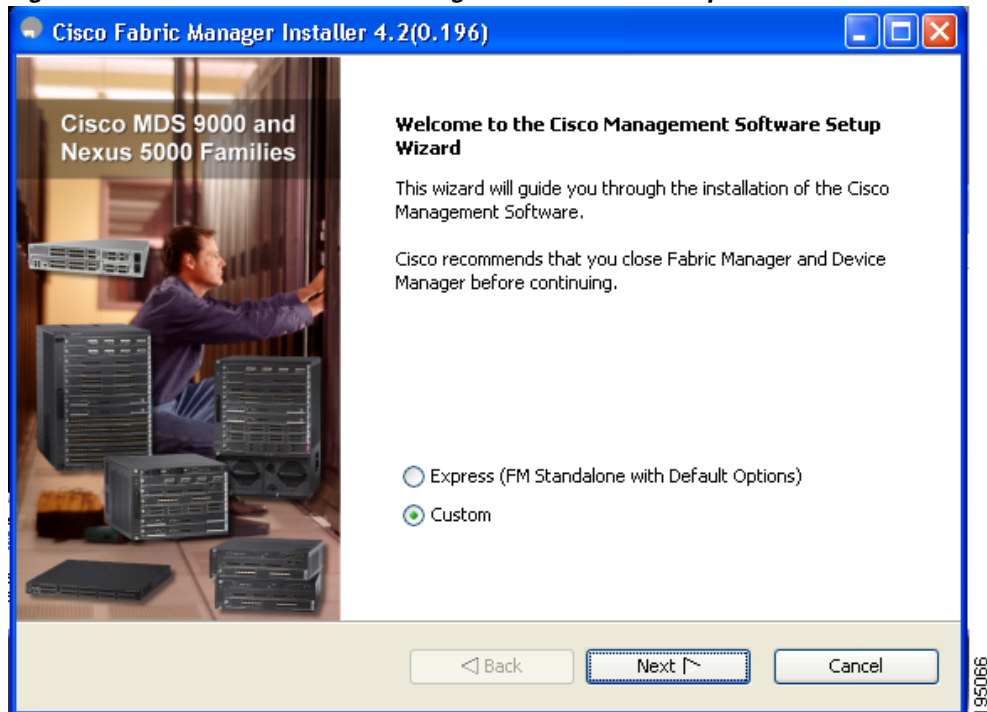 Cisco Fabric Manager Installer 4.2(0.196)
Cisco MDS 9000 and
Nexus 5000 Families
Welcome to the Cisco Management Software Setup
Wizard
This wizard will guide you through the installation of the Cisco
Management Software.
Cisco recommends that you close Fabric Manager and Device
Manager before continuing.
Express (FM Standalone with Default Options)
Custom
Back
Next
Cancel
195066